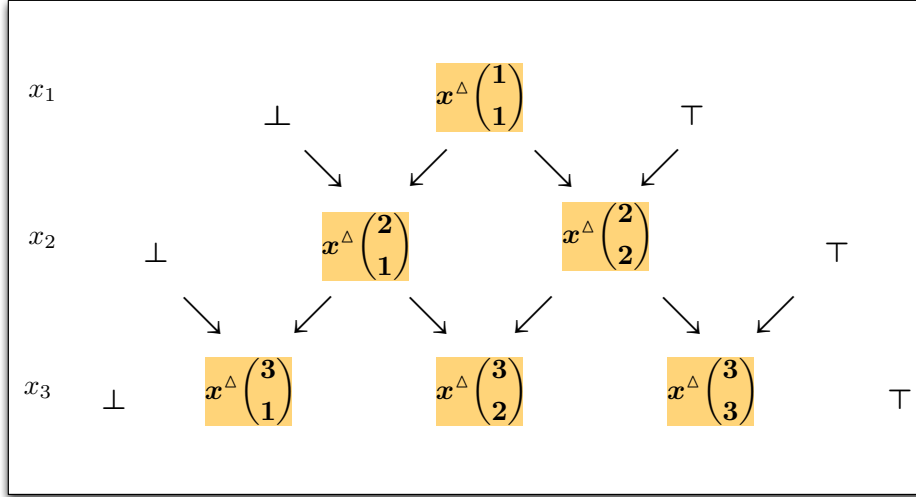 x₁ ⊥ x^Δ(1 1) ⊤
x₂ ⊥ x^Δ(2 1) x^Δ(2 2) ⊤
x₃ ⊥ x^Δ(3 1) x^Δ(3 2) x^Δ(3 3) ⊤